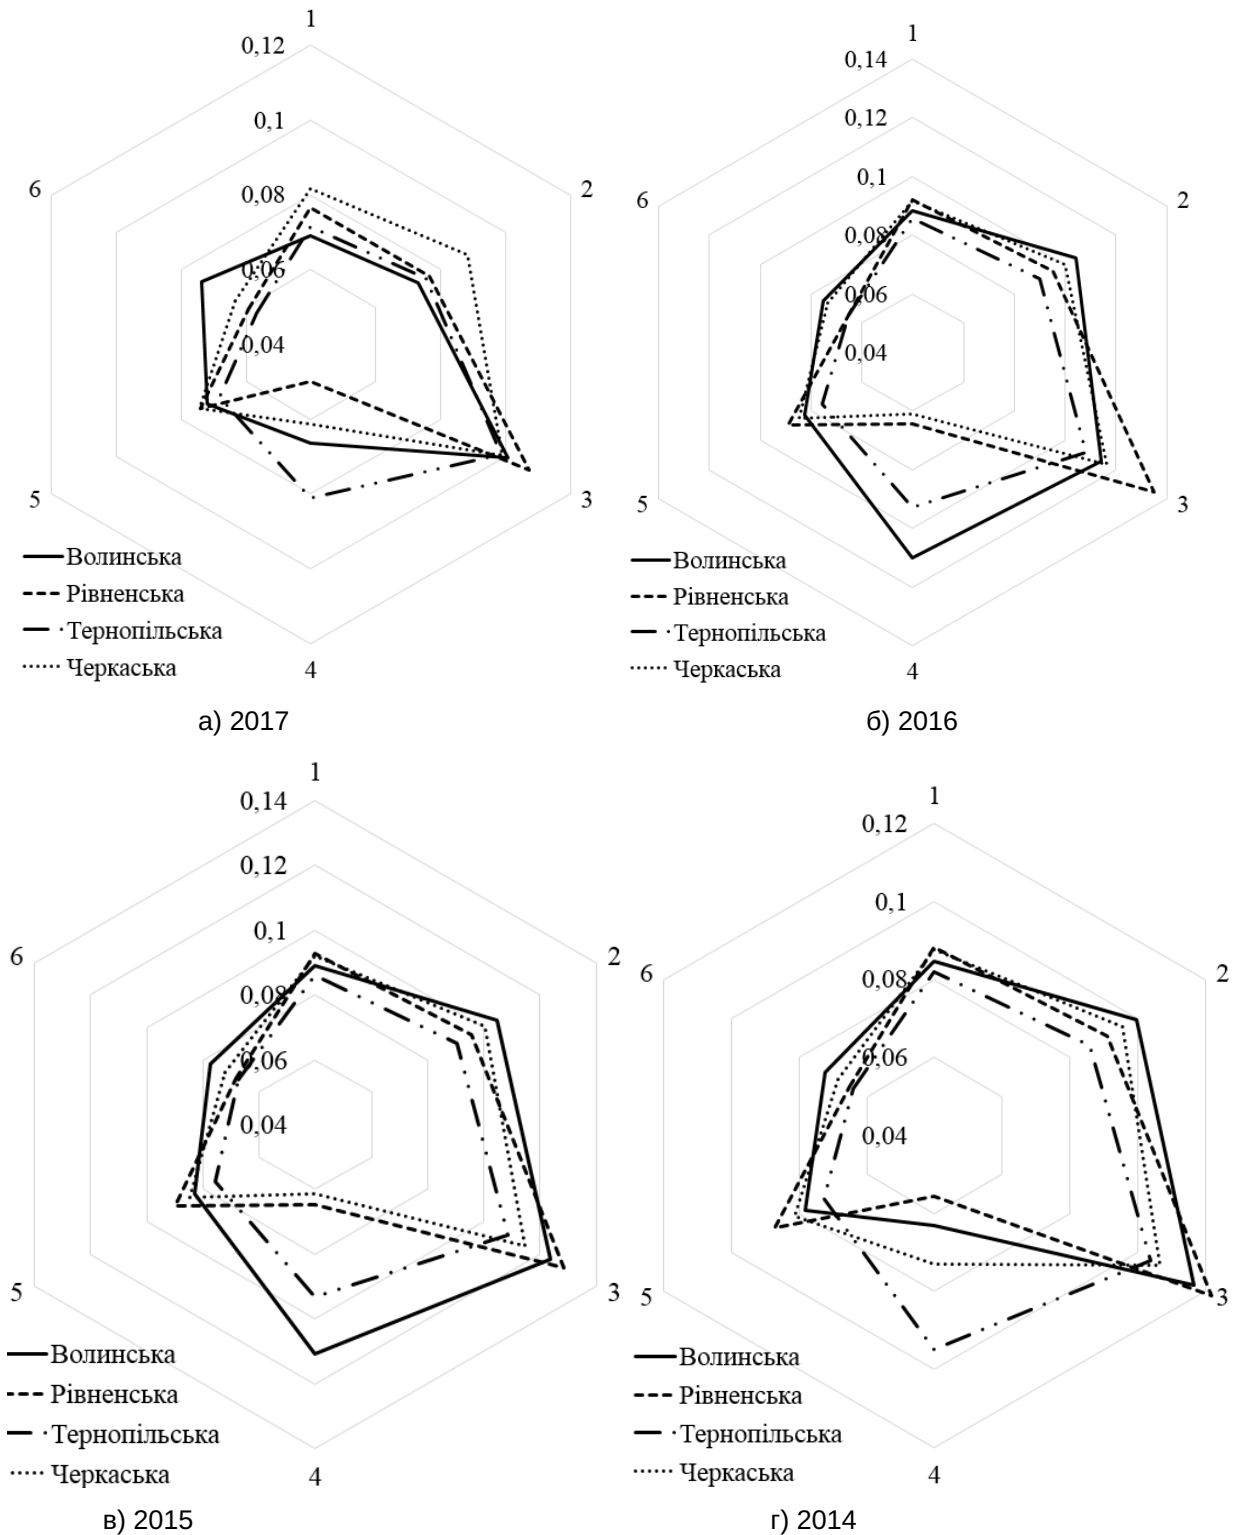 1
0,12
0,1
0,08
0,06
0,04
2
3
4
5
6
Волинська
Рівненська
Тернопільська
Черкаська
а) 2017
1
0,14
0,12
0,1
0,08
0,06
0,04
2
3
4
5
6
Волинська
Рівненська
Тернопільська
Черкаська
б) 2016
1
0,14
0,12
0,1
0,08
0,06
0,04
2
3
4
5
6
Волинська
Рівненська
Тернопільська
Черкаська
в) 2015
1
0,12
0,1
0,08
0,06
0,04
2
3
4
5
6
Волинська
Рівненська
Тернопільська
Черкаська
г) 2014